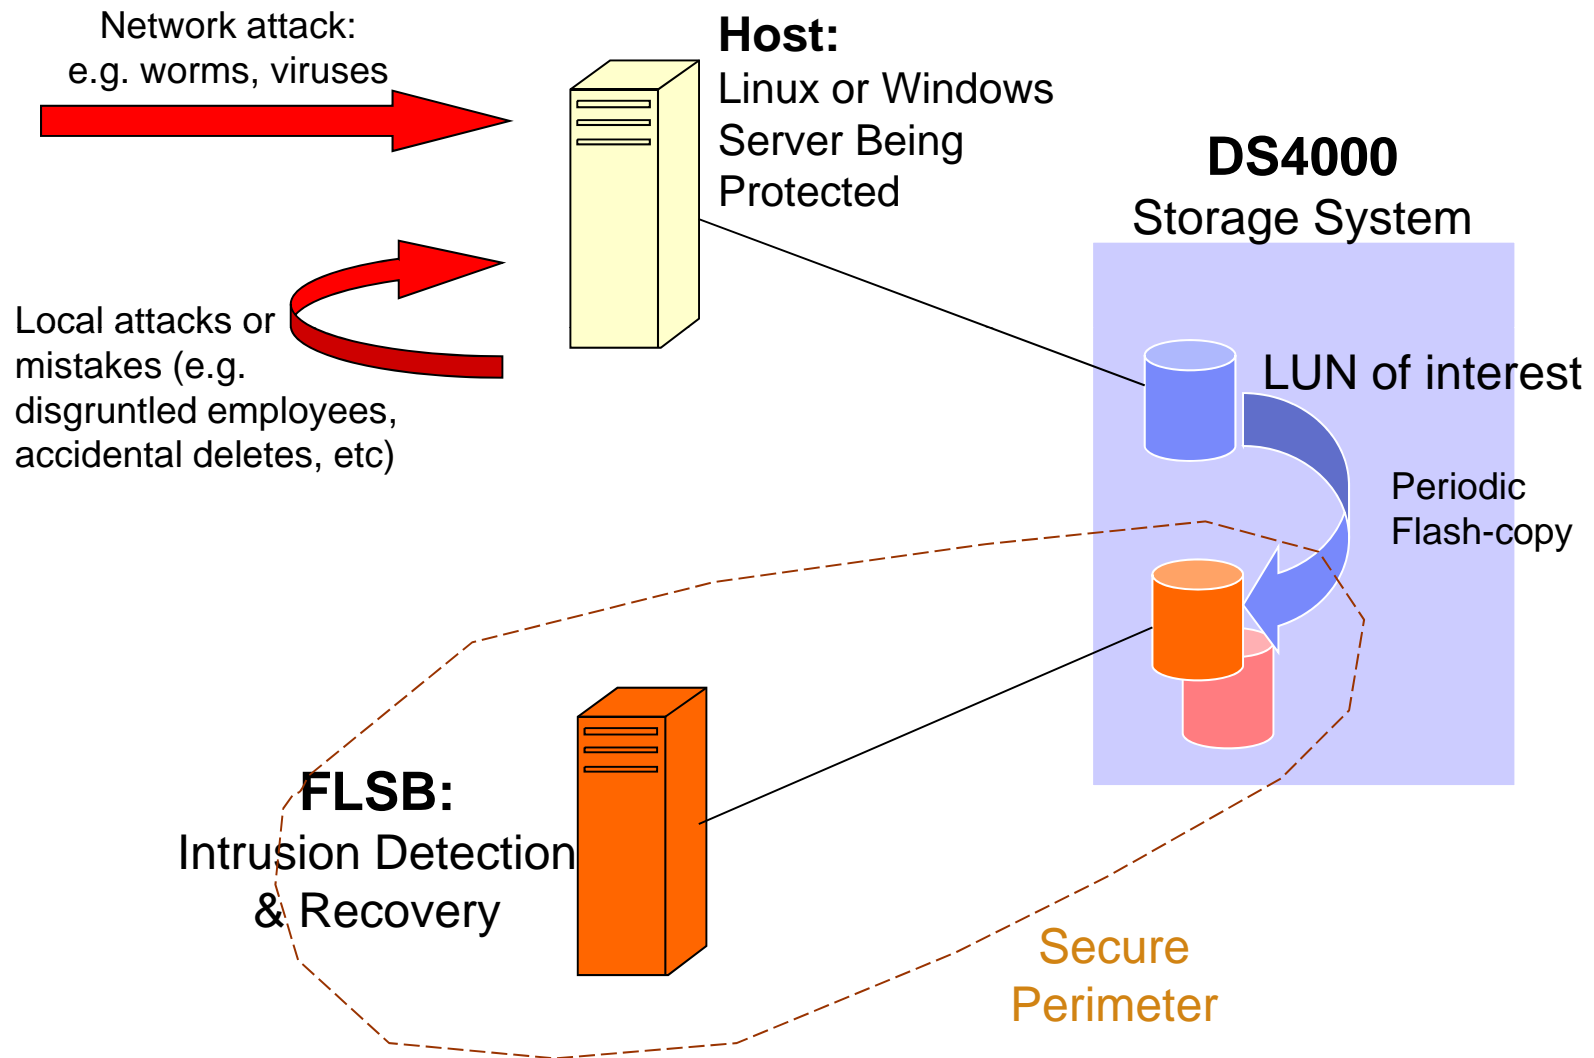 Network attack:
e.g. worms, viruses
Host:
Linux or Windows
Server Being
Protected
DS4000
Storage System
Local attacks or
mistakes (e.g.
disgruntled employees,
accidental deletes, etc)
LUN of interest
Periodic
Flash-copy
FLSB:
Intrusion Detection
& Recovery
Secure
Perimeter